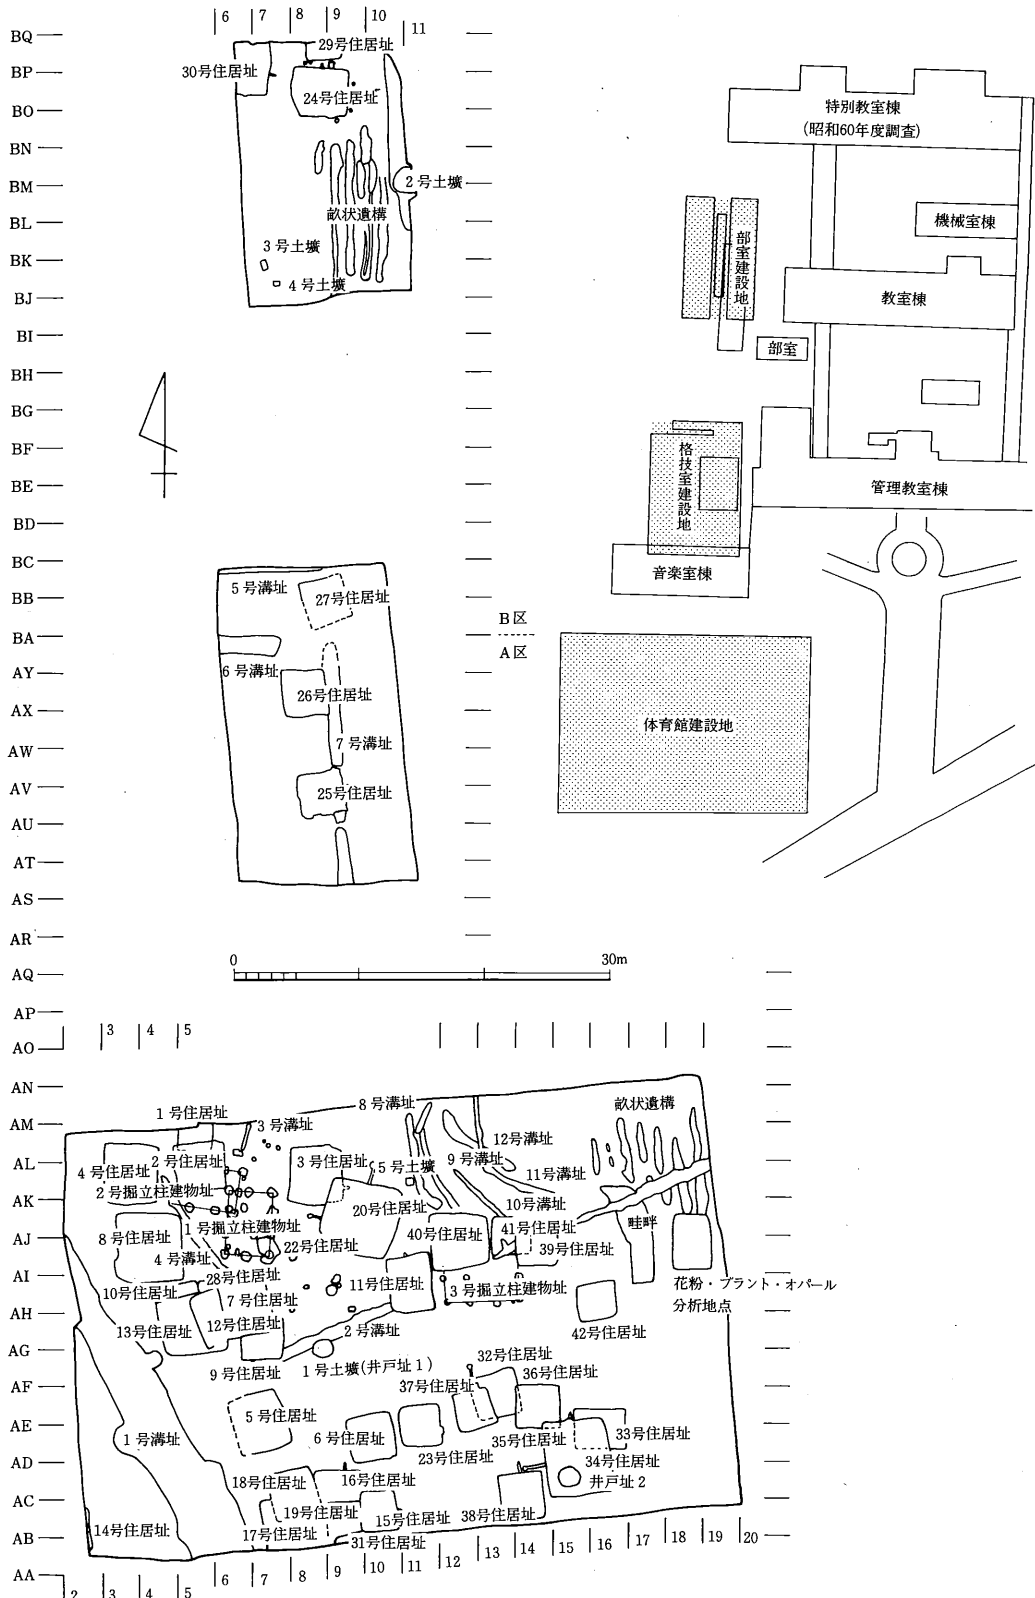 6 7 8 9 10 11
BQ
BP
BO
BN
BM
BL
BK
BJ
BI
BH
BG
BF
BE
BD
BC
BB
BA
AY
AX
AW
AV
AU
AT
AS
AR
AQ
AP
AO
AN
AM
AL
AK
AJ
AI
AH
AG
AF
AE
AD
AC
AB
AA
29号住居址
30号住居址
24号住居址
2号土壙
畝状遺構
3号土壙
4号土壙
特別教室棟
(昭和60年度調査)
機械室棟
部室建設地
教室棟
部室
格技室建設地
管理教室棟
音楽室棟
B区
A区
体育館建設地
5号溝址
27号住居址
6号溝址
26号住居址
7号溝址
25号住居址
0 30m
3 4 5
1号住居址
3号溝址
8号溝址
畝状遺構
12号溝址
4号住居址
2号住居址
3号住居址
5号土壙
9号溝址
11号溝址
2号掘立柱建物址
20号住居址
10号溝址
1号掘立柱建物址
40号住居址
41号住居址
畦畔
8号住居址
22号住居址
39号住居址
4号溝址
28号住居址
11号住居址
3号掘立柱建物址
花粉・プラント・オパール
分析地点
10号住居址
7号住居址
13号住居址
12号住居址
2号溝址
42号住居址
9号住居址
1号土壙(井戸址1)
32号住居址
37号住居址
36号住居址
5号住居址
6号住居址
35号住居址
33号住居址
1号溝址
23号住居址
34号住居址
18号住居址
16号住居址
井戸址2
19号住居址
15号住居址
38号住居址
14号住居址
17号住居址
31号住居址
2 3 4 5 6 7 8 9 10 11 12 13 14 15 16 17 18 19 20